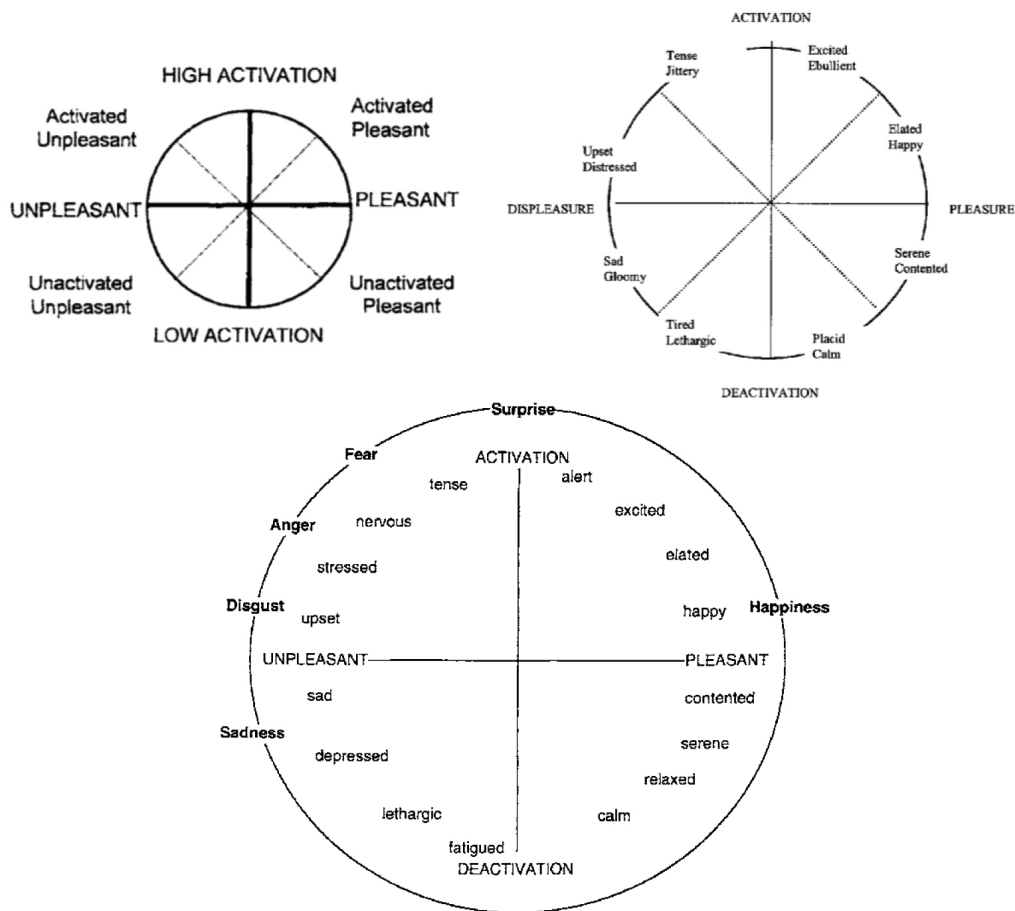 HIGH ACTIVATION
Activated
Unpleasant
Activated
Pleasant
UNPLEASANT
PLEASANT
Unactivated
Unpleasant
Unactivated
Pleasant
LOW ACTIVATION
ACTIVATION
Tense
Jittery
Excited
Ebullient
Upset
Distressed
Elated
Happy
DISPLEASURE
PLEASURE
Sad
Gloomy
Serene
Contented
Tired
Lethargic
Placid
Calm
DEACTIVATION
Surprise
Fear
ACTIVATION
tense
alert
Anger
nervous
excited
stressed
elated
Disgust
upset
happy
Happiness
UNPLEASANT
PLEASANT
sad
contented
Sadness
depressed
serene
relaxed
lethargic
calm
fatigued
DEACTIVATION